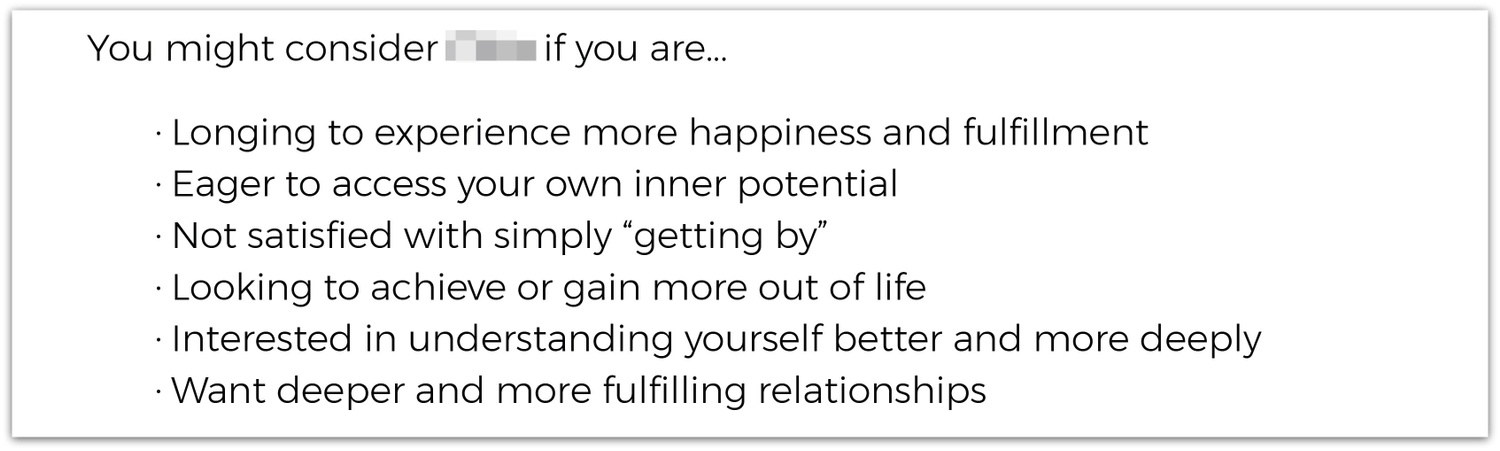 You might consider if you are...
· Longing to experience more happiness and fulfillment
· Eager to access your own inner potential
· Not satisfied with simply “getting by”
· Looking to achieve or gain more out of life
· Interested in understanding yourself better and more deeply
· Want deeper and more fulfilling relationships